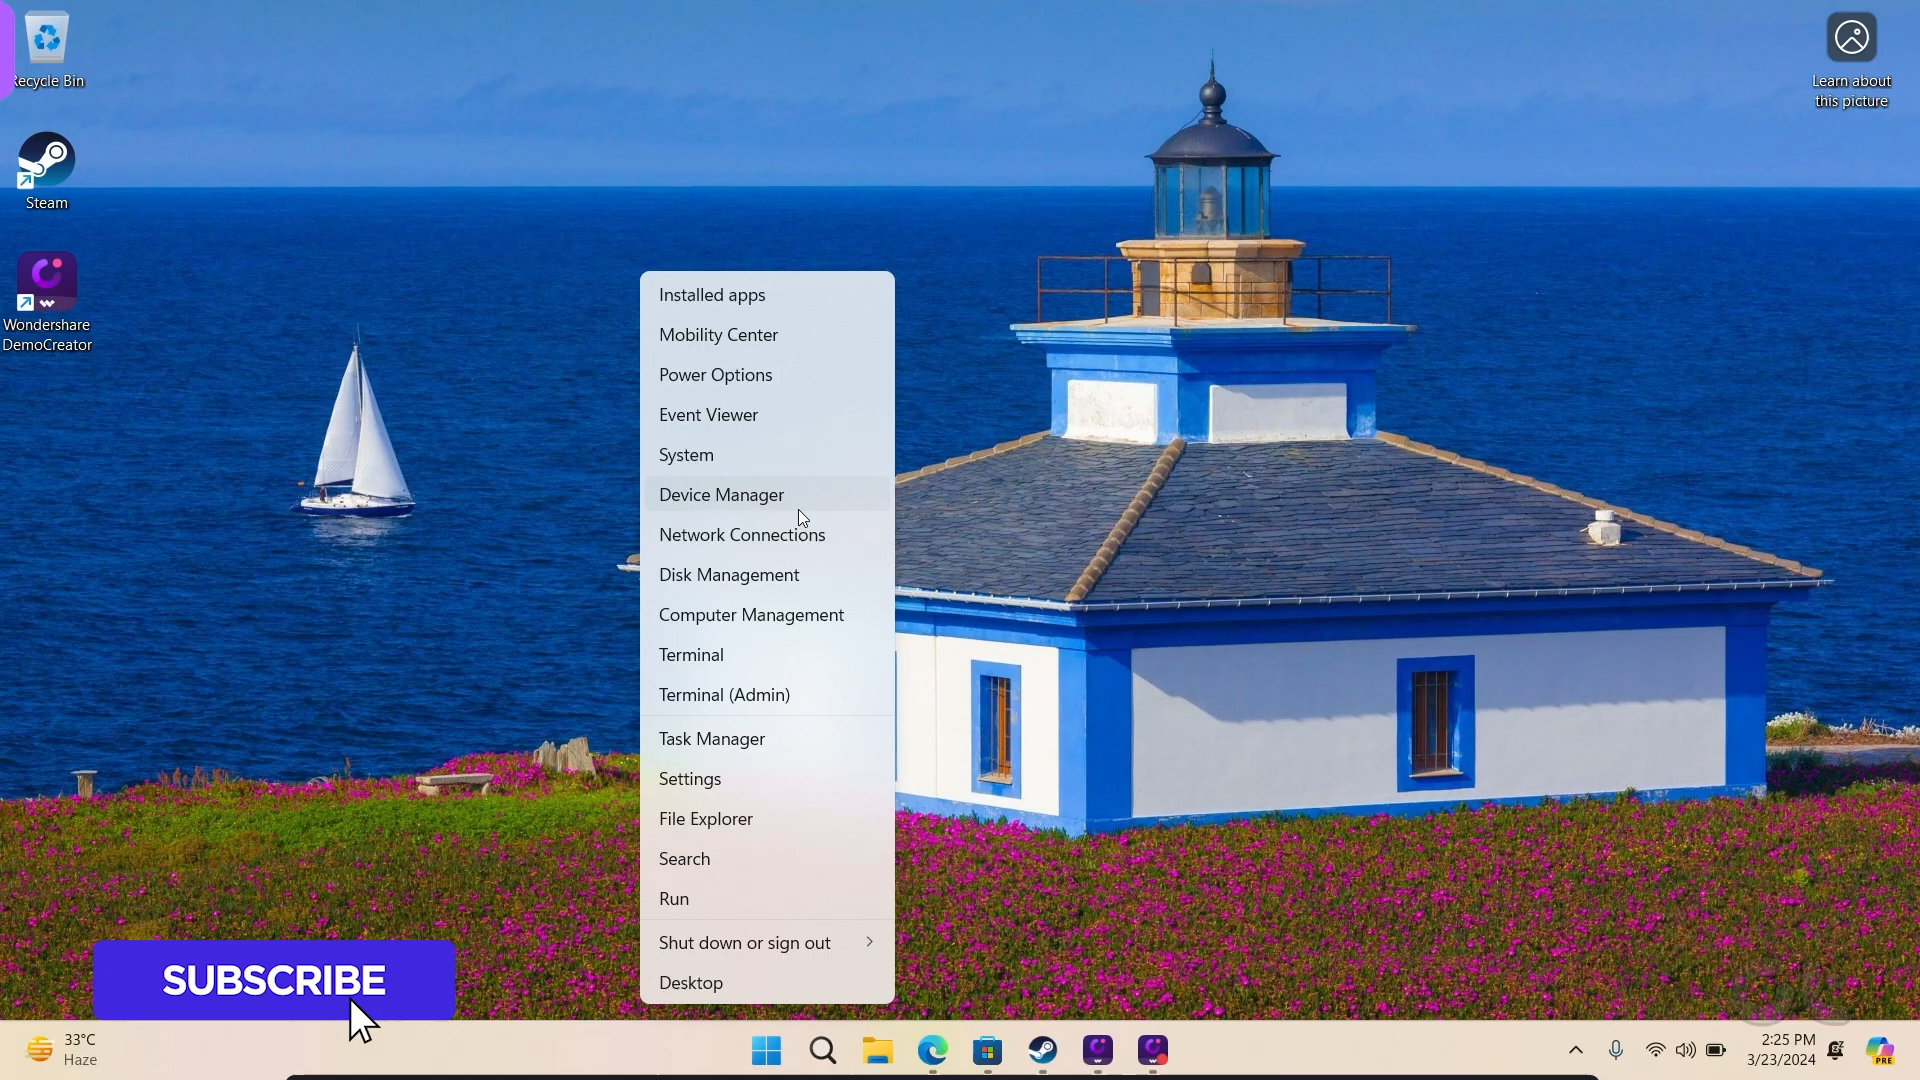 Recycle Bin
Steam
Wondershare
DemoCreator
Learn about
this picture
Installed apps
Mobility Center
Power Options
Event Viewer
System
Device Manager
Network Connections
Disk Management
Computer Management
Terminal
Terminal (Admin)
Task Manager
Settings
File Explorer
Search
Run
Shut down or sign out
Desktop
SUBSCRIBE
33°C
Haze
2:25 PM
3/23/2024
PRE